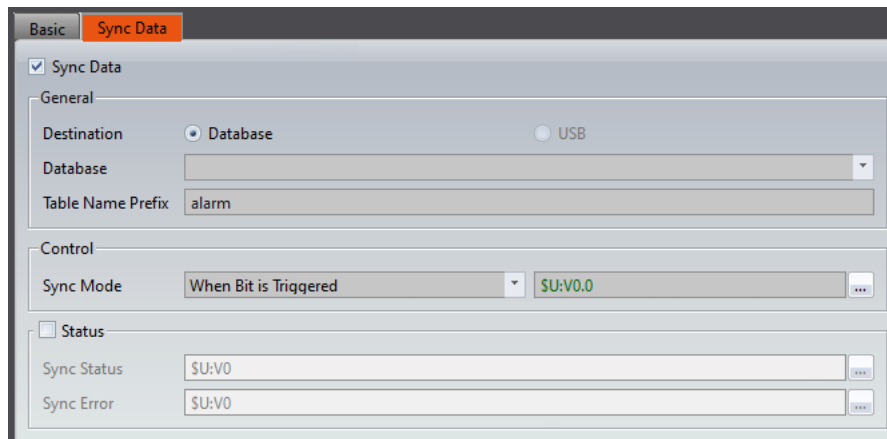 Basic Sync Data
Sync Data
General
Destination Database USB
Database
Table Name Prefix alarm
Control
Sync Mode When Bit is Triggered $U:V0.0 ...
Status
Sync Status $U:V0 ...
Sync Error $U:V0 ...